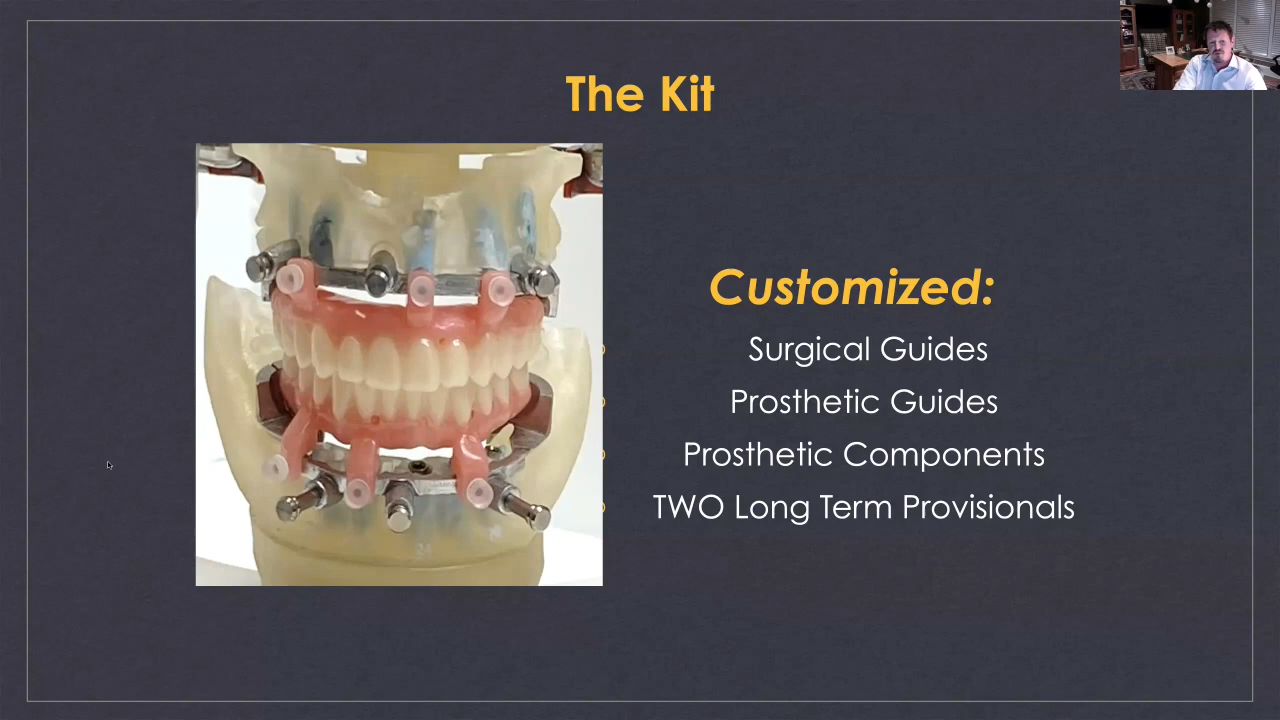 The Kit
Customized:
Surgical Guides
Prosthetic Guides
Prosthetic Components
TWO Long Term Provisionals